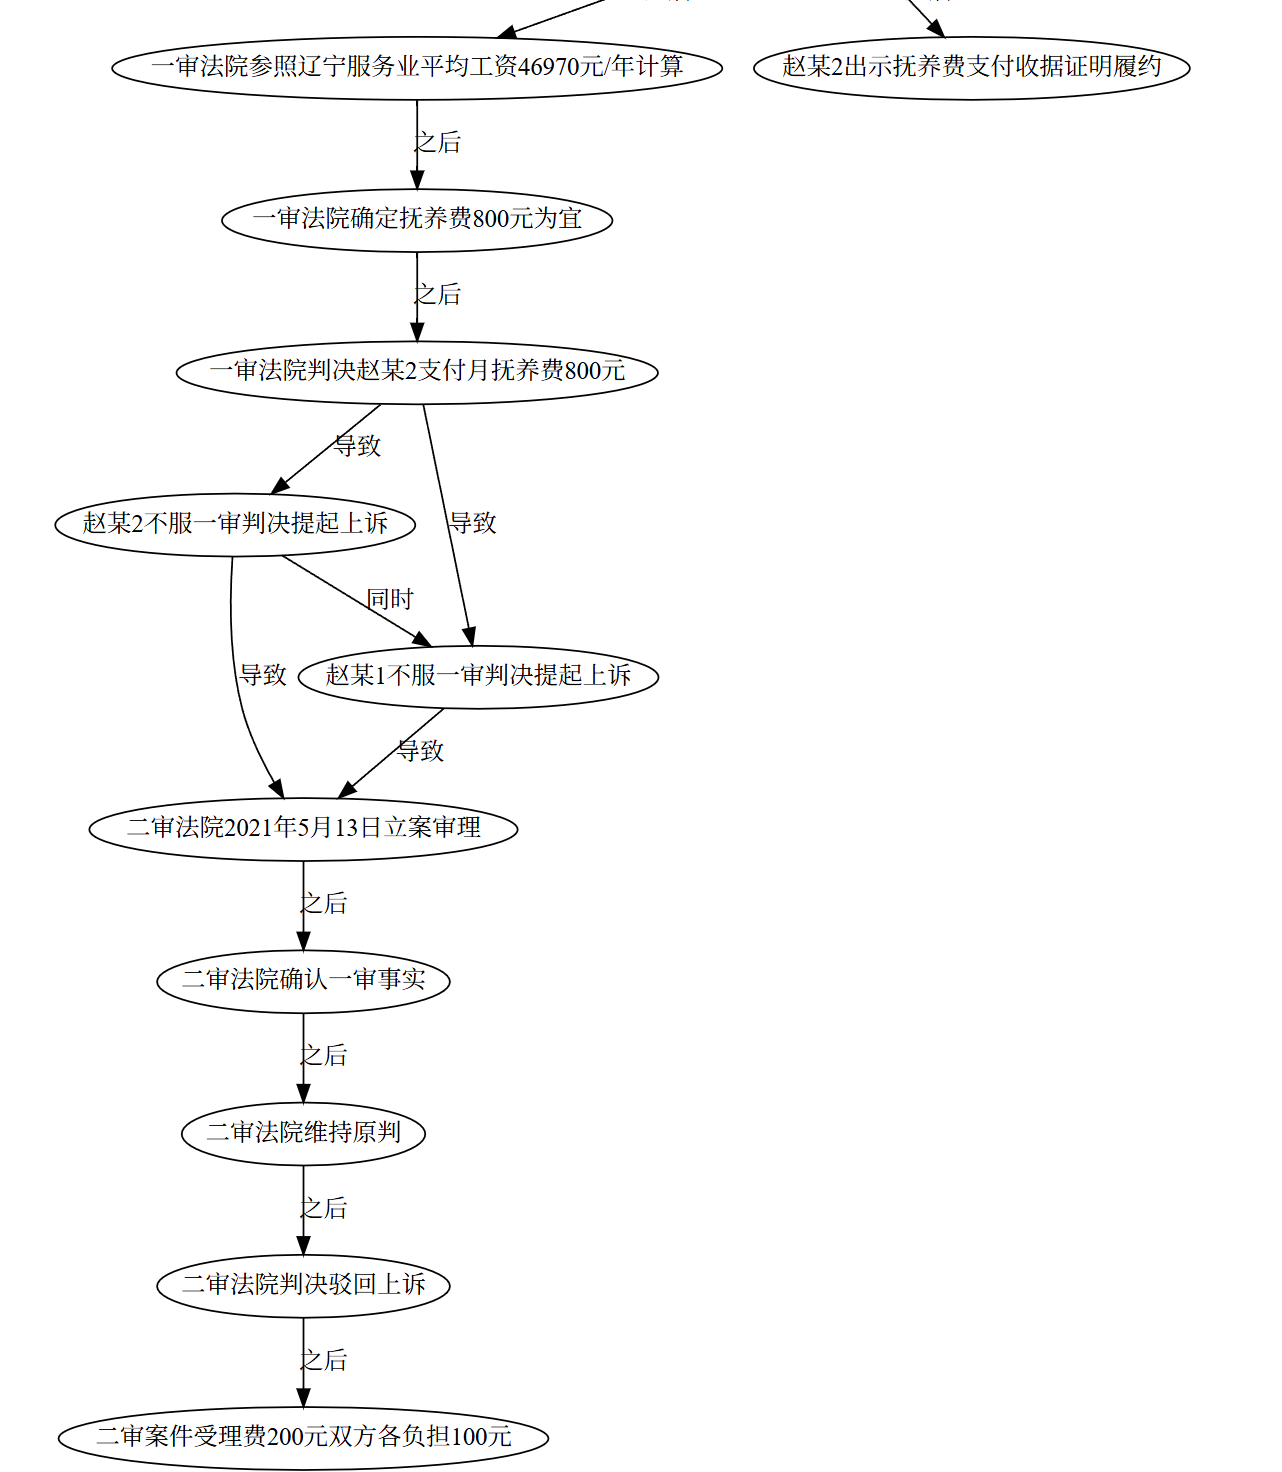 一审法院参照辽宁服务业平均工资46970元/年计算
赵某2出示抚养费支付收据证明履约
之后
一审法院确定抚养费800元为宜
之后
一审法院判决赵某2支付月抚养费800元
导致
赵某2不服一审判决提起上诉
导致
同时
导致
赵某1不服一审判决提起上诉
导致
二审法院2021年5月13日立案审理
之后
二审法院确认一审事实
之后
二审法院维持原判
之后
二审法院判决驳回上诉
之后
二审案件受理费200元双方各负担100元